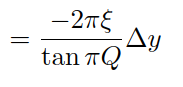 = \frac{-2\pi\xi}{\tan \pi Q} \Delta y